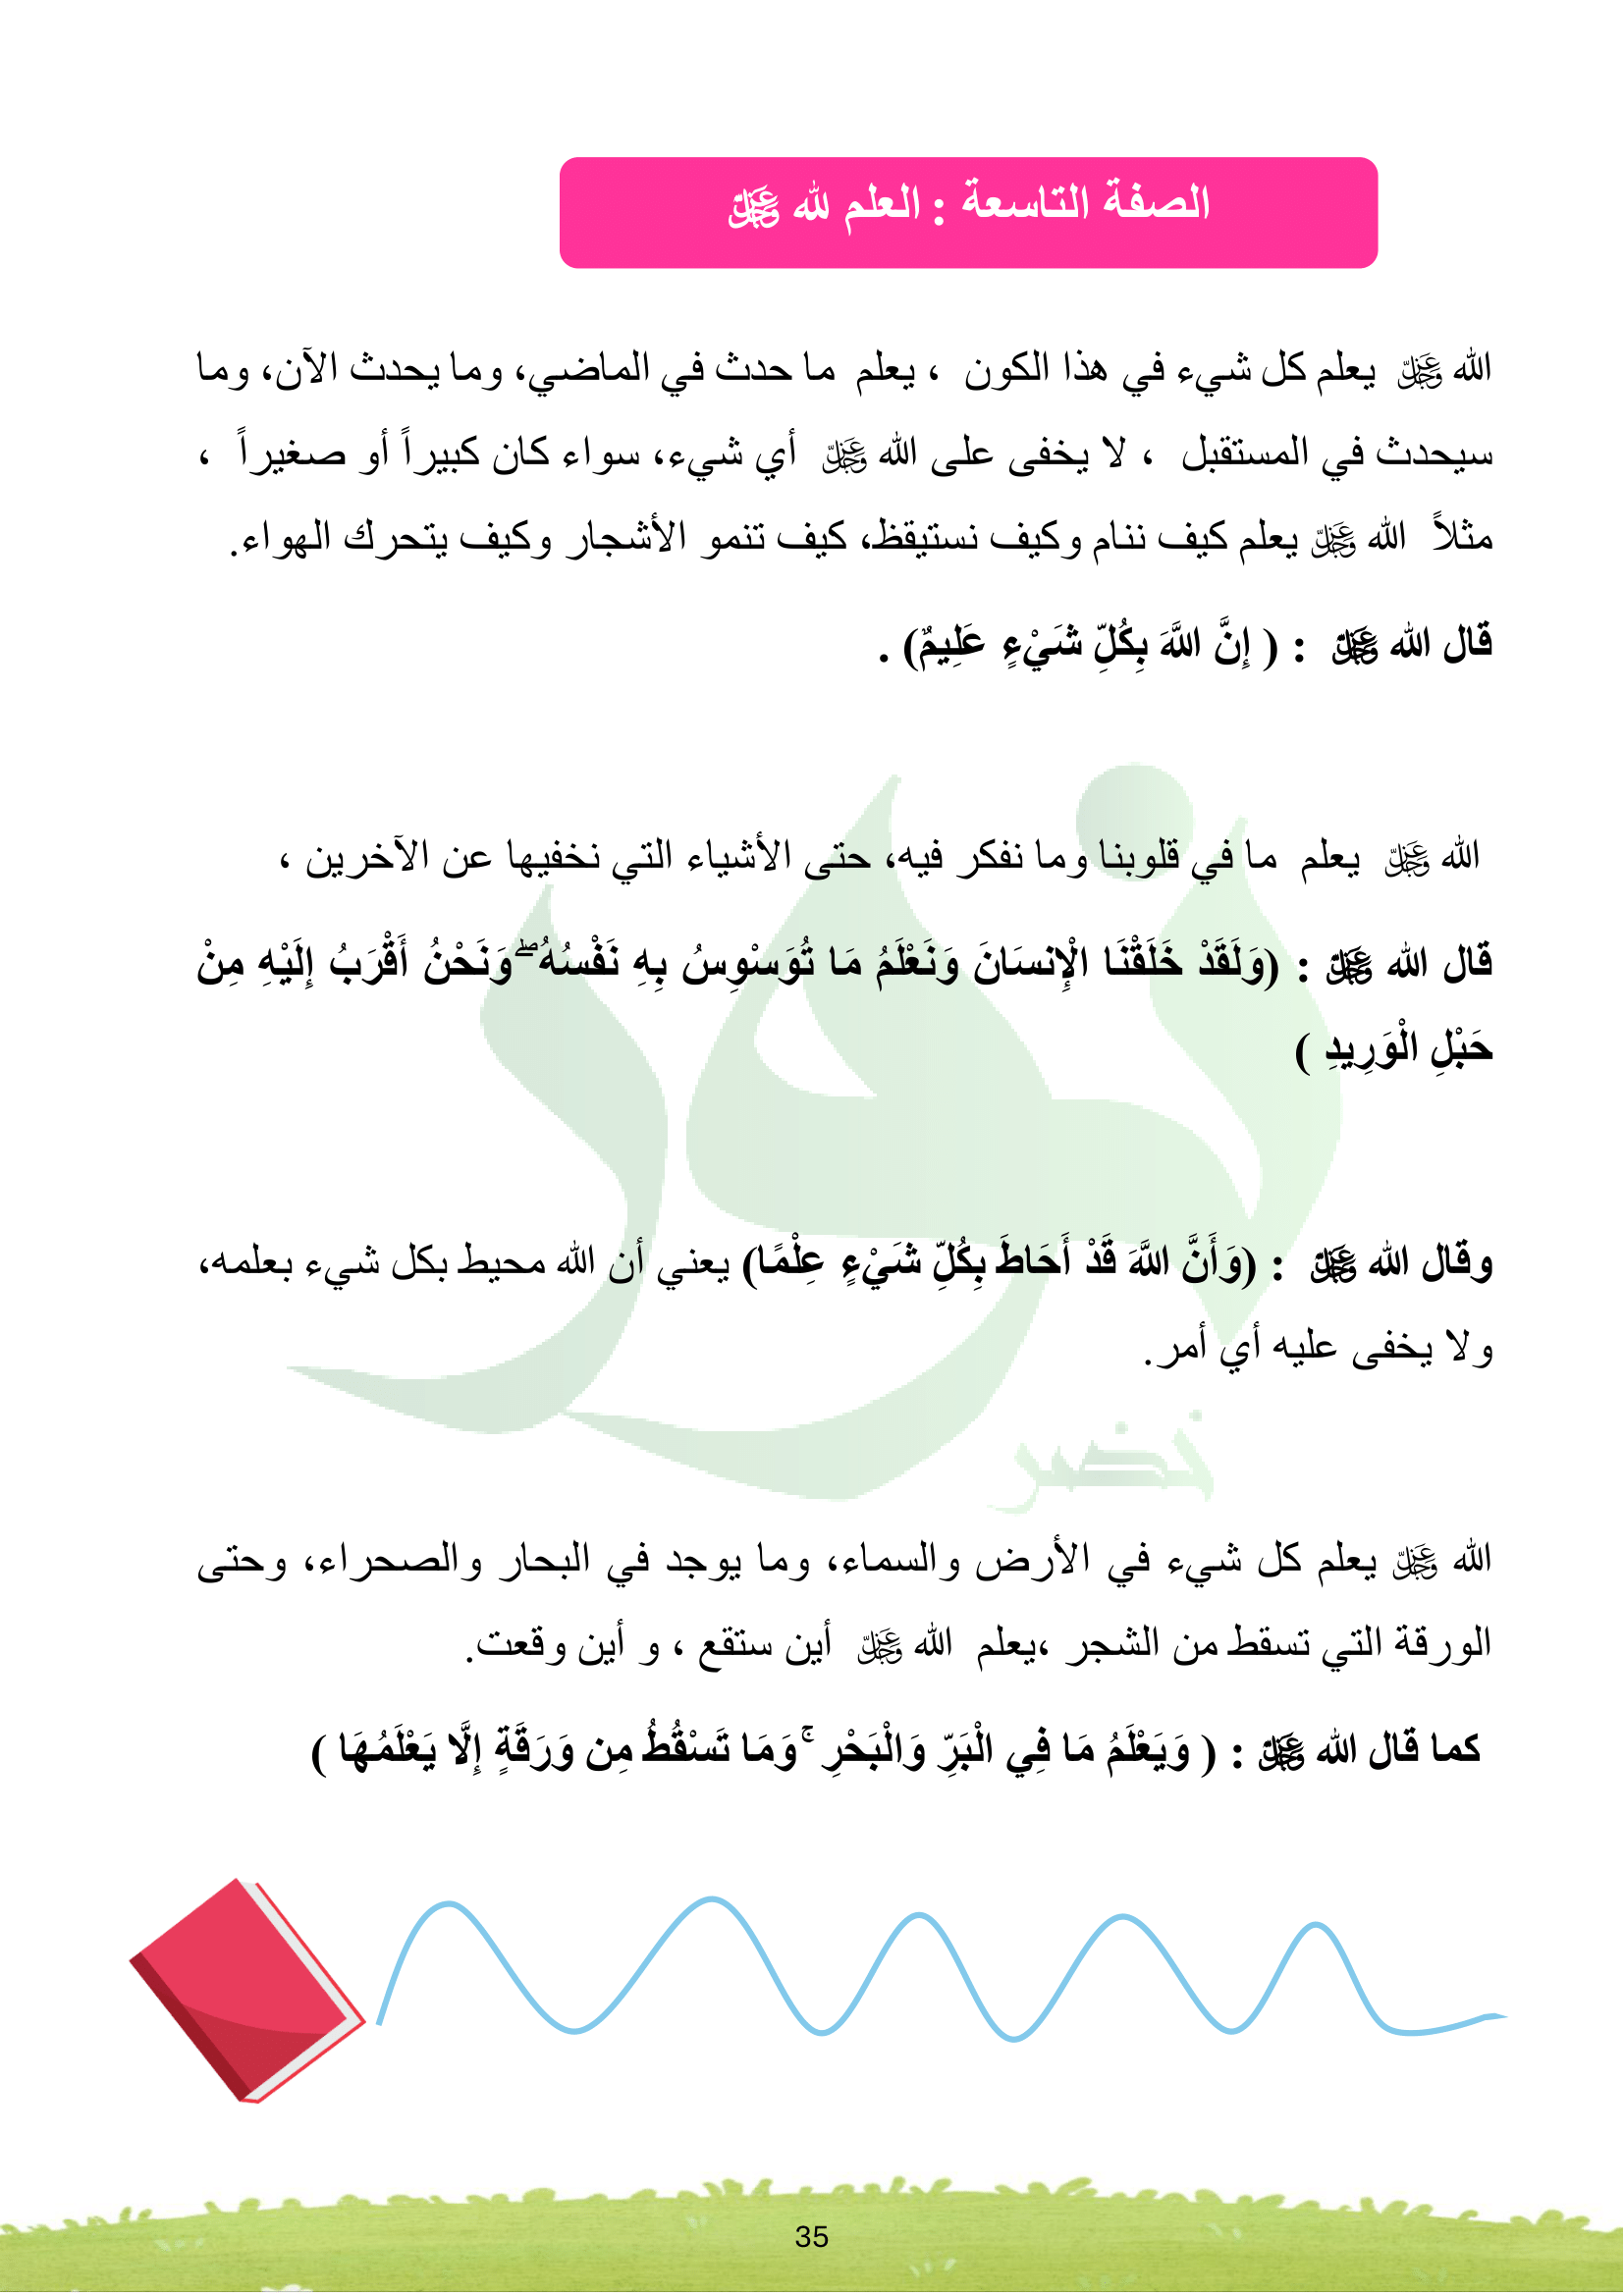 الصفة التاسعة : العلم لله ﷻ
الله ﷻ يعلم كل شيء في هذا الكون ، يعلم ما حدث في الماضي، وما يحدث الآن، وما
سيحدث في المستقبل ، لا يخفى على الله ﷻ أي شيء، سواء كان كبيراً أو صغيراً ،
مثلاً الله ﷻ يعلم كيف ننام وكيف نستيقظ، كيف تنمو الأشجار وكيف يتحرك الهواء.
قال الله ﷻ : ( إِنَّ اللَّهَ بِكُلِّ شَيْءٍ عَلِيمٌ) .
الله ﷻ يعلم ما في قلوبنا وما نفكر فيه، حتى الأشياء التي نخفيها عن الآخرين ،
قال الله ﷻ : (وَلَقَدْ خَلَقْنَا الْإِنسَانَ وَنَعْلَمُ مَا تُوَسْوِسُ بِهِ نَفْسُهُ ۖ وَنَحْنُ أَقْرَبُ إِلَيْهِ مِنْ
حَبْلِ الْوَرِيدِ )
وقال الله ﷻ : (وَأَنَّ اللَّهَ قَدْ أَحَاطَ بِكُلِّ شَيْءٍ عِلْمًا) يعني أن الله محيط بكل شيء بعلمه،
ولا يخفى عليه أي أمر.
الله ﷻ يعلم كل شيء في الأرض والسماء، وما يوجد في البحار والصحراء، وحتى
الورقة التي تسقط من الشجر ،يعلم الله ﷻ أين ستقع ، و أين وقعت.
كما قال الله ﷻ : ( وَيَعْلَمُ مَا فِي الْبَرِّ وَالْبَحْرِ ۚ وَمَا تَسْقُطُ مِن وَرَقَةٍ إِلَّا يَعْلَمُهَا )
35